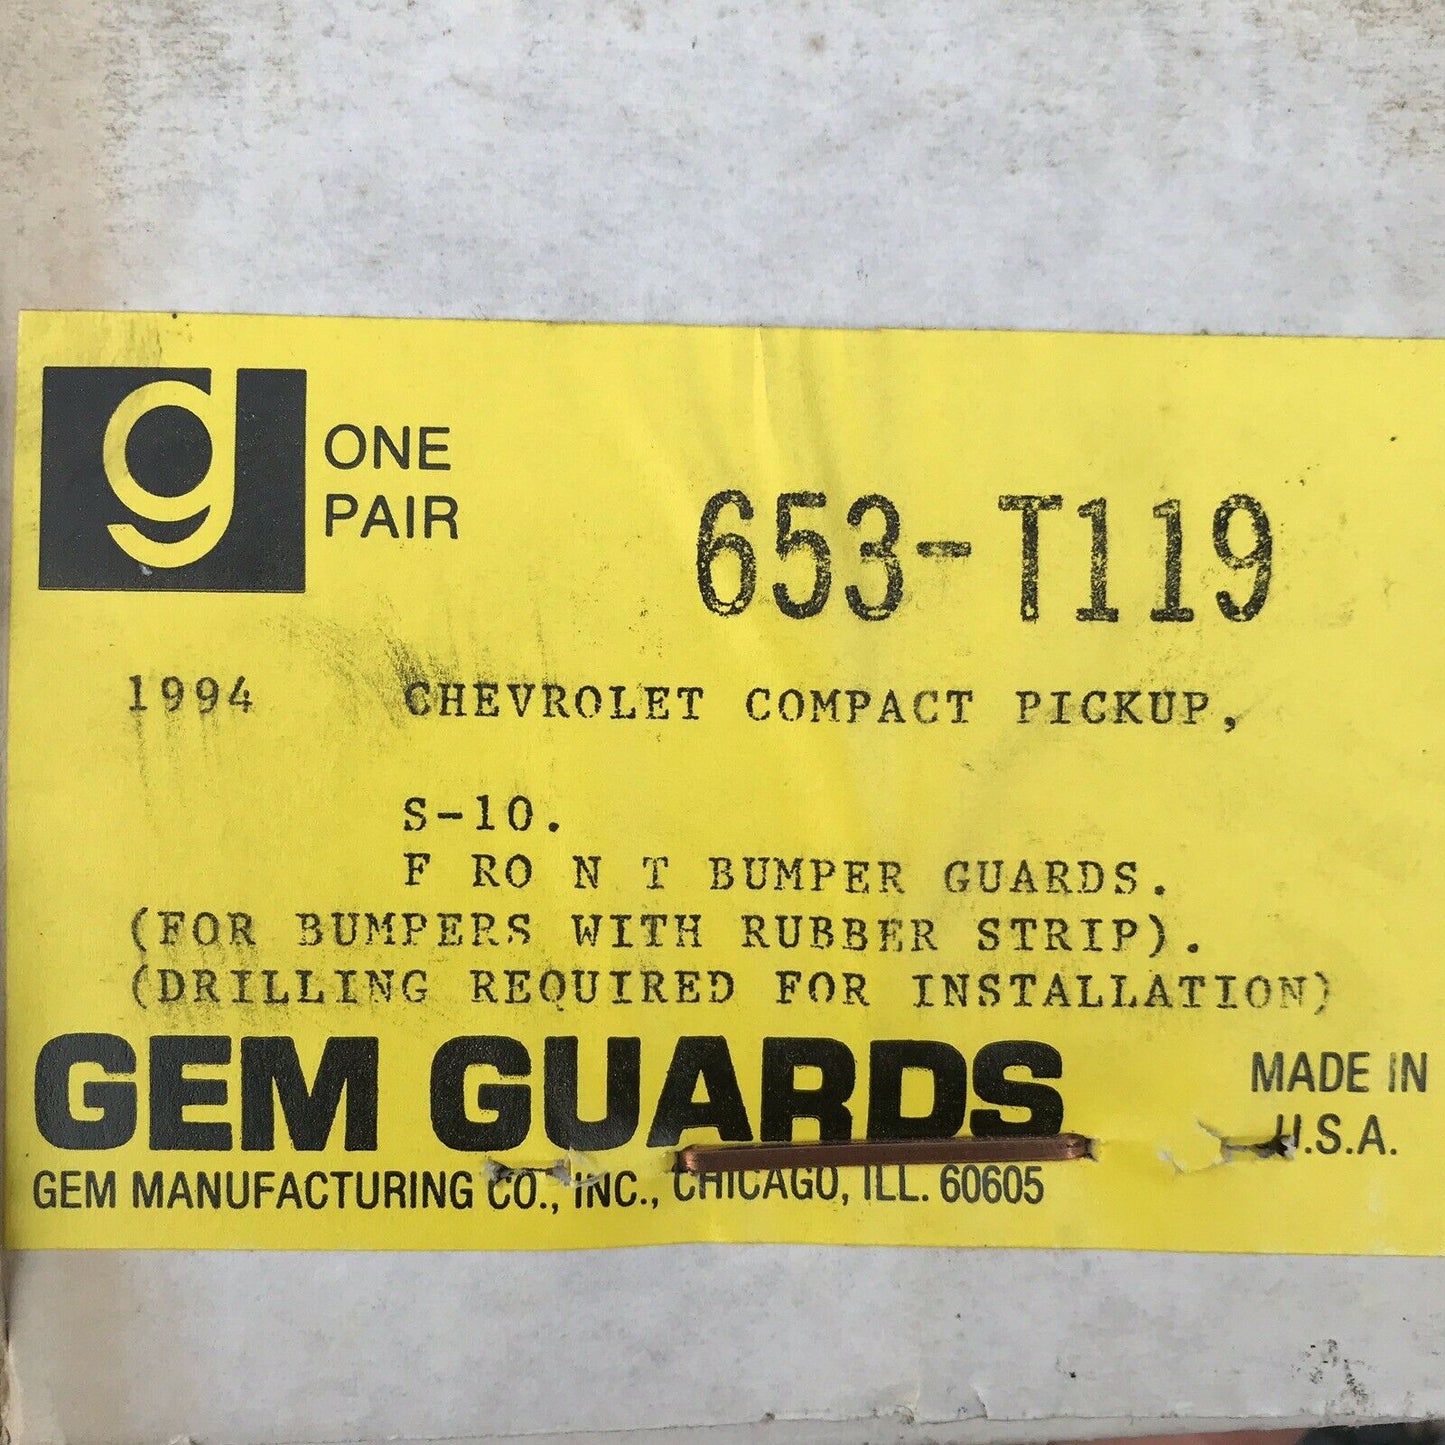 g
ONE
PAIR
653-T119
1994 CHEVROLET COMPACT PICKUP,
S-10.
F RO N T BUMPER GUARDS.
(FOR BUMPERS WITH RUBBER STRIP).
(DRILLING REQUIRED FOR INSTALLATION)
GEM GUARDS
MADE IN
U.S.A.
GEM MANUFACTURING CO., INC., CHICAGO, ILL. 60605